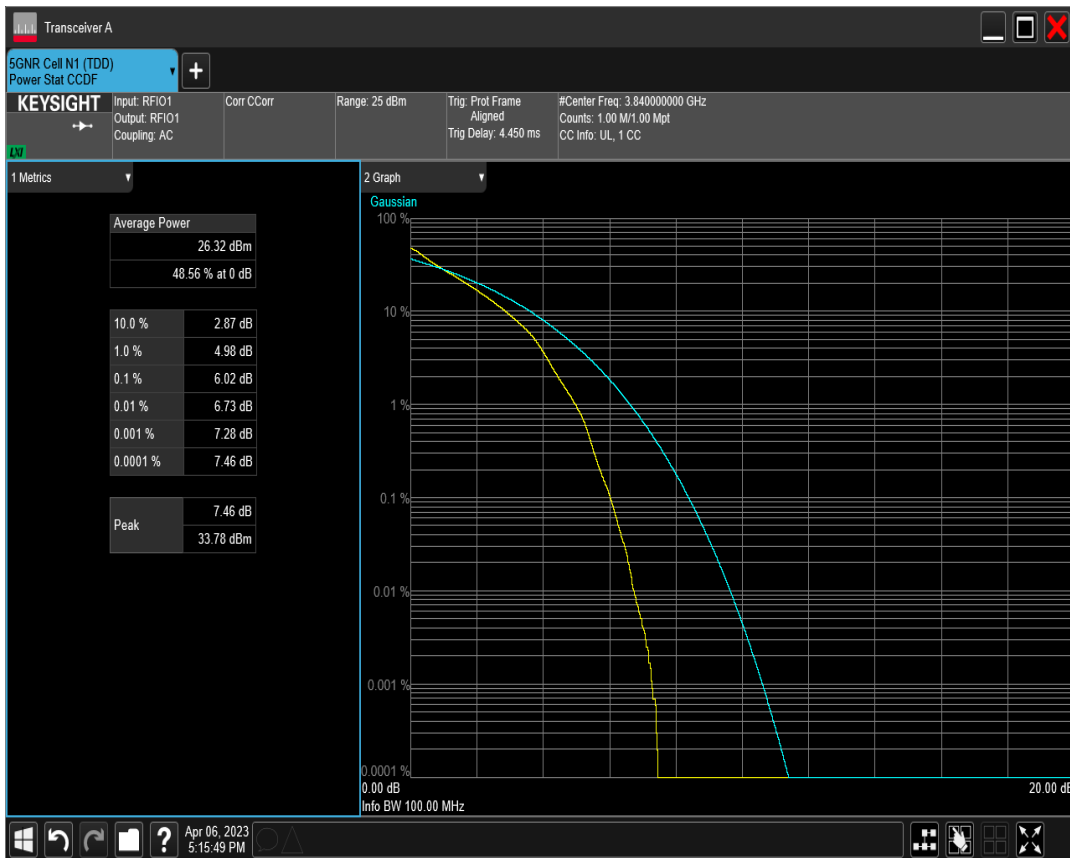 Transceiver A
5GNR Cell N1 (TDD)
Power Stat CCDF
KEYSIGHT
LXI
Input: RFIO1
Output: RFIO1
Coupling: AC
Corr CCorr
Range: 25 dBm
Trig: Prot Frame
Aligned
Trig Delay: 4.450 ms
#Center Freq: 3.840000000 GHz
Counts: 1.00 M/1.00 Mpt
CC Info: UL, 1 CC
1 Metrics
Average Power
26.32 dBm
48.56 % at 0 dB
10.0 % 2.87 dB
1.0 % 4.98 dB
0.1 % 6.02 dB
0.01 % 6.73 dB
0.001 % 7.28 dB
0.0001 % 7.46 dB
Peak
7.46 dB
33.78 dBm
2 Graph
Gaussian
100 %
10 %
1 %
0.1 %
0.01 %
0.001 %
0.0001 %
0.00 dB 20.00 dB
Info BW 100.00 MHz
?
Apr 06, 2023
5:15:49 PM